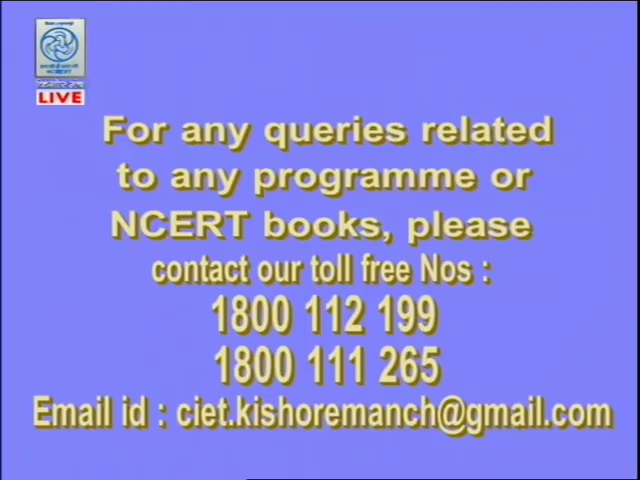 LIVE
For any queries related
to any programme or
NCERT books, please
contact our toll free Nos :
1800 112 199
1800 111 265
Email id : ciet.kishoremanch@gmail.com